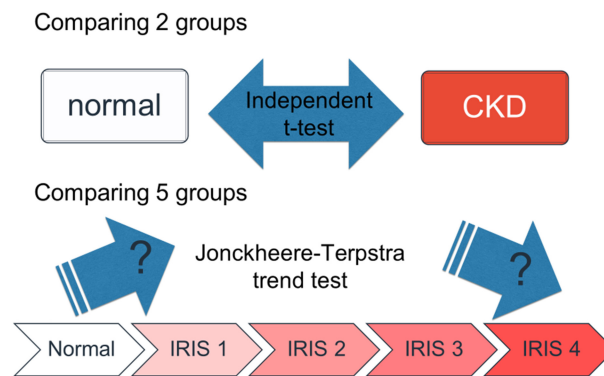 Comparing 2 groups
normal
Independent
t-test
CKD
Comparing 5 groups
?
Jonckheere-Terpstra
trend test
?
Normal
IRIS 1
IRIS 2
IRIS 3
IRIS 4